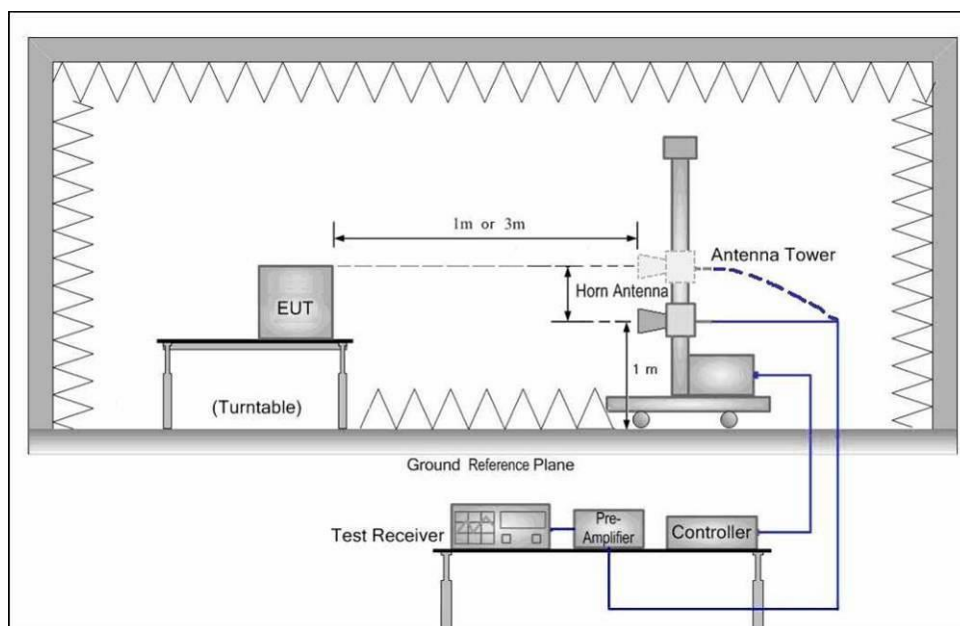 1m or 3m
Antenna Tower
Horn Antenna
EUT
1 m
(Turntable)
Ground Reference Plane
Test Receiver
Pre-
Amplifier
Controller